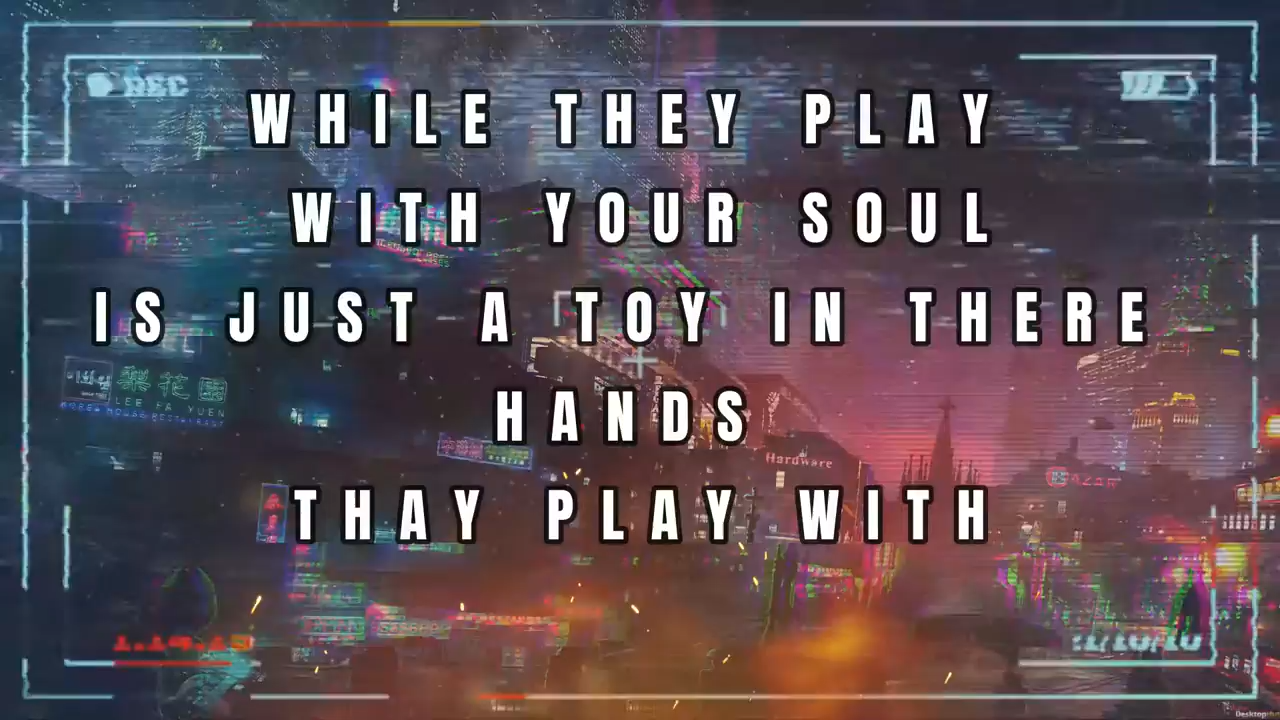 REC
WHILE THEY PLAY
WITH YOUR SOUL
IS JUST A TOY IN THERE
HANDS
LEE FA YUEN
Hardware
THAY PLAY WITH